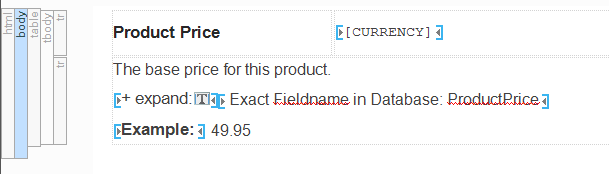 html
body
table
tbody
tr
tr
Product Price [CURRENCY]
The base price for this product.
+ expand: T Exact Fieldname in Database: ProductPrice
Example: 49.95